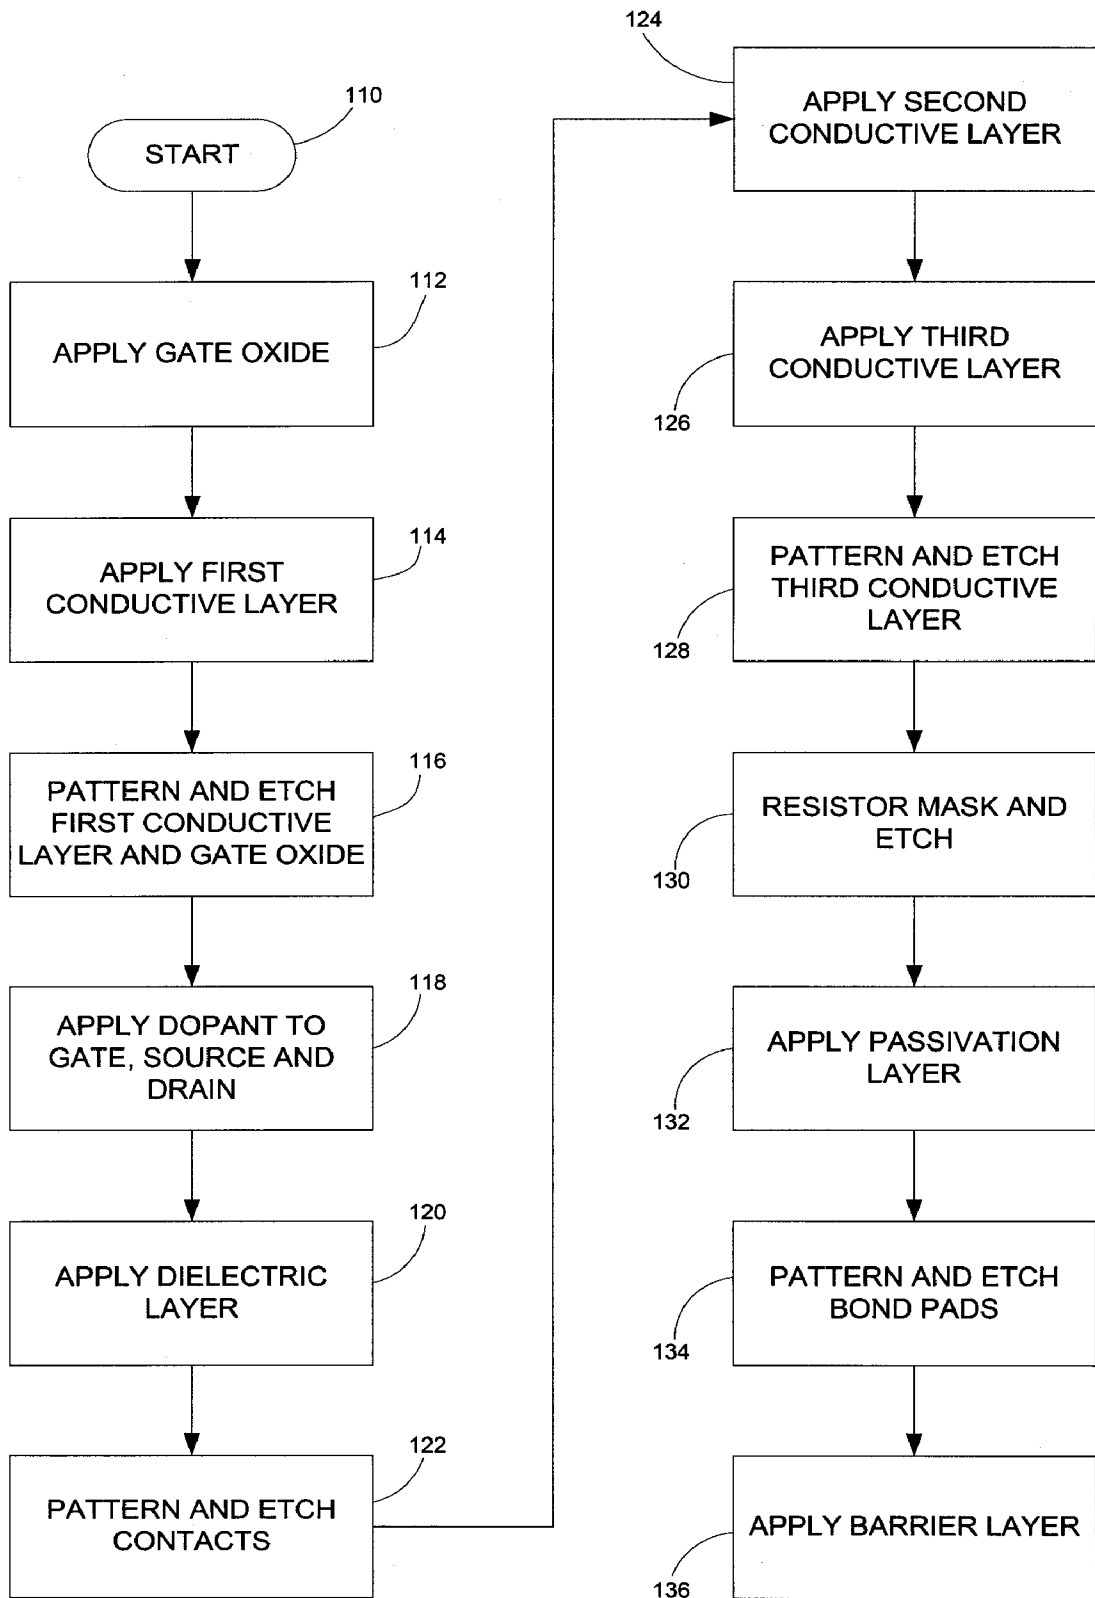 110
START
112
APPLY GATE OXIDE
114
APPLY FIRST
CONDUCTIVE LAYER
116
PATTERN AND ETCH
FIRST CONDUCTIVE
LAYER AND GATE OXIDE
118
APPLY DOPANT TO
GATE, SOURCE AND
DRAIN
120
APPLY DIELECTRIC
LAYER
122
PATTERN AND ETCH
CONTACTS
124
APPLY SECOND
CONDUCTIVE LAYER
APPLY THIRD
CONDUCTIVE LAYER
126
PATTERN AND ETCH
THIRD CONDUCTIVE
LAYER
128
RESISTOR MASK AND
ETCH
130
APPLY PASSIVATION
LAYER
132
PATTERN AND ETCH
BOND PADS
134
APPLY BARRIER LAYER
136